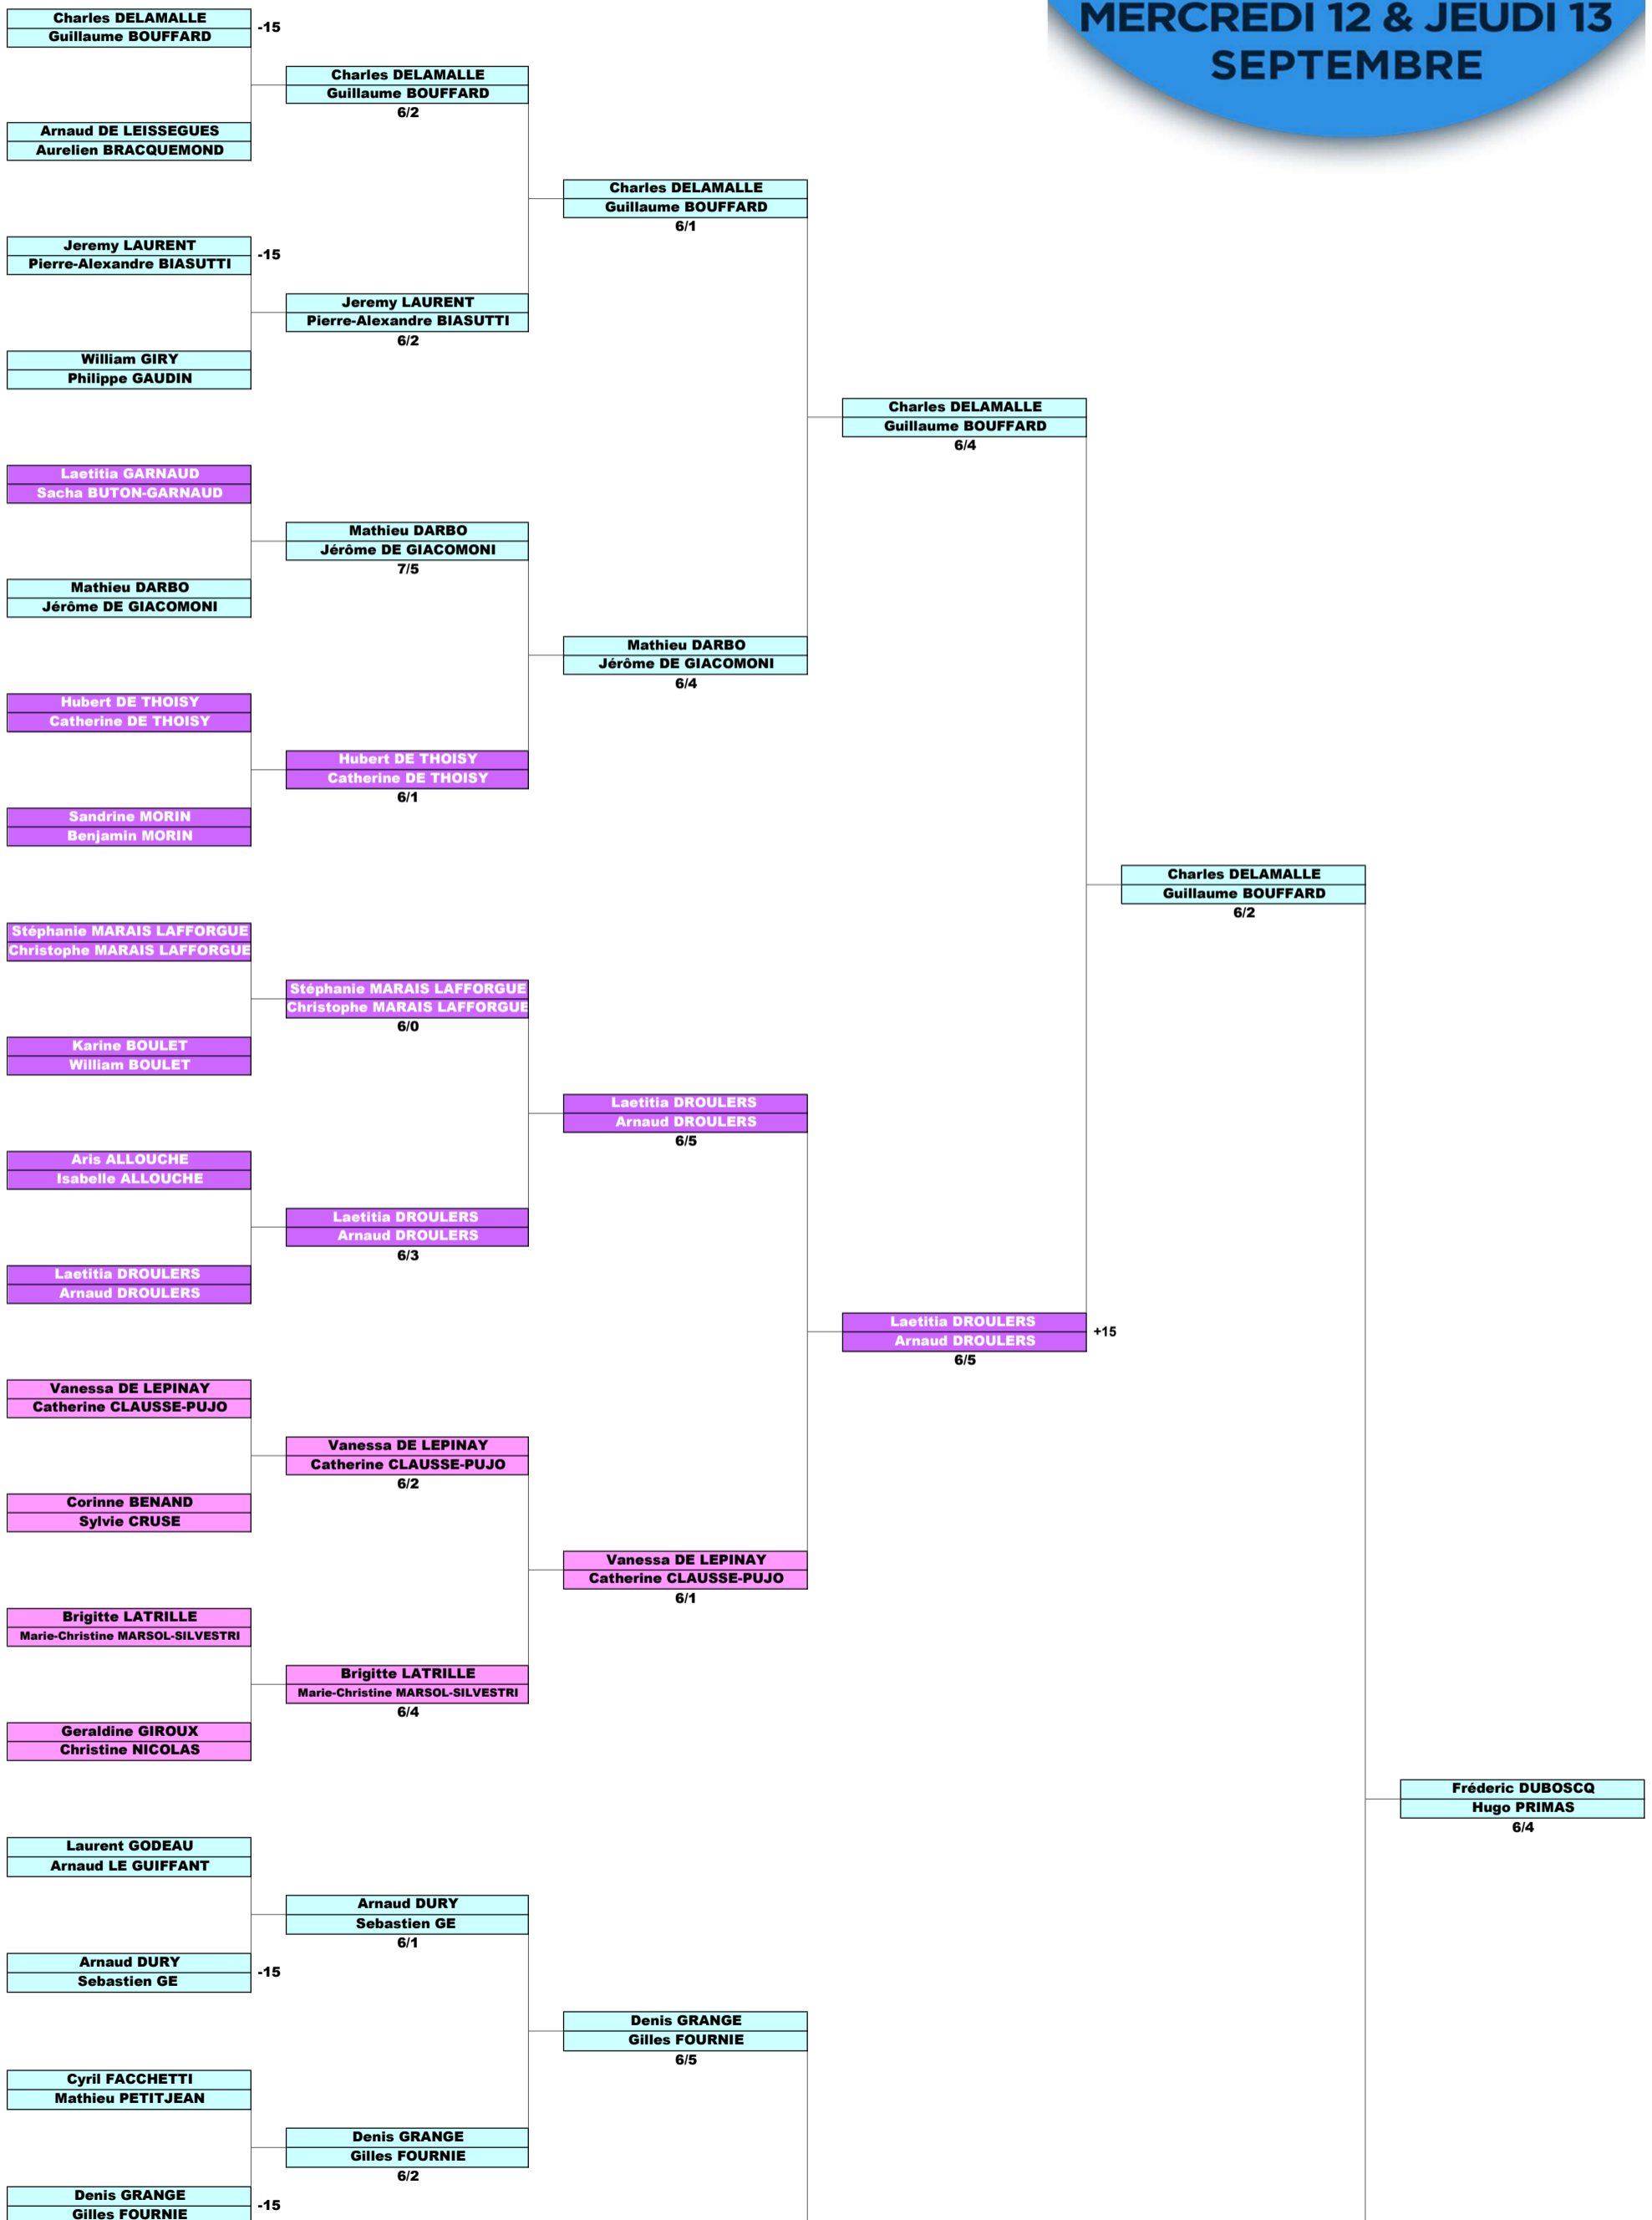 MERCREDI 12 & JEUDI 13
SEPTEMBRE
Charles DELAMALLE
Guillaume BOUFFARD
-15
Charles DELAMALLE
Guillaume BOUFFARD
6/2
Arnaud DE LEISSEGUES
Aurelien BRACQUEMOND
Charles DELAMALLE
Guillaume BOUFFARD
6/1
Jeremy LAURENT
Pierre-Alexandre BIASUTTI
-15
Jeremy LAURENT
Pierre-Alexandre BIASUTTI
6/2
William GIRY
Philippe GAUDIN
Charles DELAMALLE
Guillaume BOUFFARD
6/4
Laetitia GARNAUD
Sacha BUTON-GARNAUD
Mathieu DARBO
Jérôme DE GIACOMONI
7/5
Mathieu DARBO
Jérôme DE GIACOMONI
Mathieu DARBO
Jérôme DE GIACOMONI
6/4
Hubert DE THOISY
Catherine DE THOISY
Hubert DE THOISY
Catherine DE THOISY
6/1
Sandrine MORIN
Benjamin MORIN
Charles DELAMALLE
Guillaume BOUFFARD
6/2
Stéphanie MARAIS LAFFORGUE
Christophe MARAIS LAFFORGUE
Stéphanie MARAIS LAFFORGUE
Christophe MARAIS LAFFORGUE
6/0
Karine BOULET
William BOULET
Laetitia DROULERS
Arnaud DROULERS
6/5
Aris ALLOUCHE
Isabelle ALLOUCHE
Laetitia DROULERS
Arnaud DROULERS
6/3
Laetitia DROULERS
Arnaud DROULERS
Laetitia DROULERS
Arnaud DROULERS
+15
6/5
Vanessa DE LEPINAY
Catherine CLAUSSE-PUJO
Vanessa DE LEPINAY
Catherine CLAUSSE-PUJO
6/2
Corinne BENAND
Sylvie CRUSE
Vanessa DE LEPINAY
Catherine CLAUSSE-PUJO
6/1
Brigitte LATRILLE
Marie-Christine MARSOL-SILVESTRI
Brigitte LATRILLE
Marie-Christine MARSOL-SILVESTRI
6/4
Geraldine GIROUX
Christine NICOLAS
Fréderic DUBOSCQ
Hugo PRIMAS
6/4
Laurent GODEAU
Arnaud LE GUIFFANT
Arnaud DURY
Sebastien GE
6/1
Arnaud DURY
Sebastien GE
-15
Denis GRANGE
Gilles FOURNIE
6/5
Cyril FACCHETTI
Mathieu PETITJEAN
Denis GRANGE
Gilles FOURNIE
6/2
Denis GRANGE
Gilles FOURNIE
-15